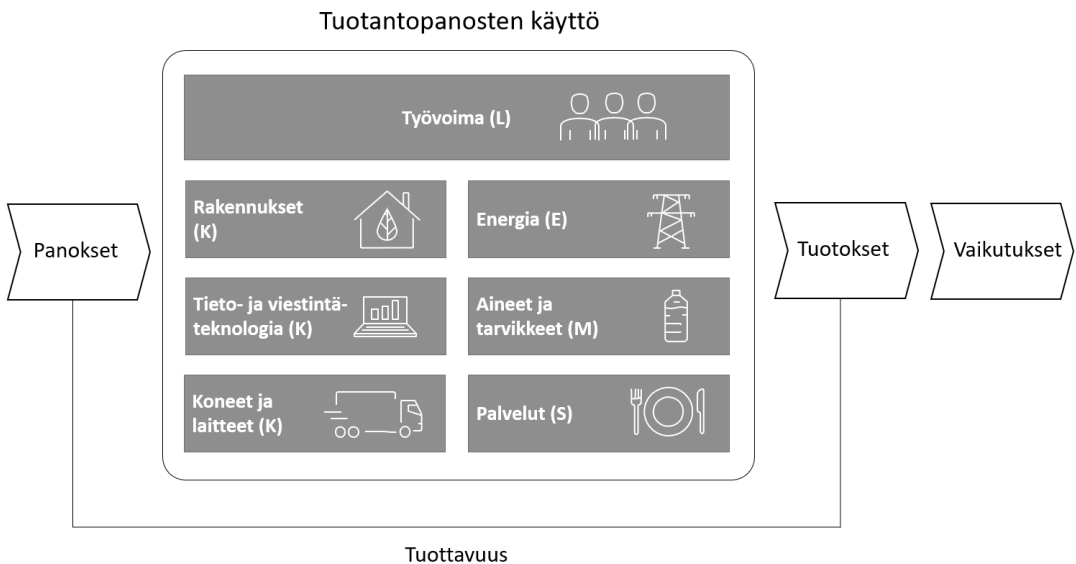 Tuotantopanosten käyttö
Työvoima (L)
Rakennukset
(K)
Energia (E)
Panokset
Tuotokset
Vaikutukset
Tieto- ja viestintä-
teknologia (K)
Aineet ja
tarvikkeet (M)
Koneet ja
laitteet (K)
Palvelut (S)
Tuottavuus